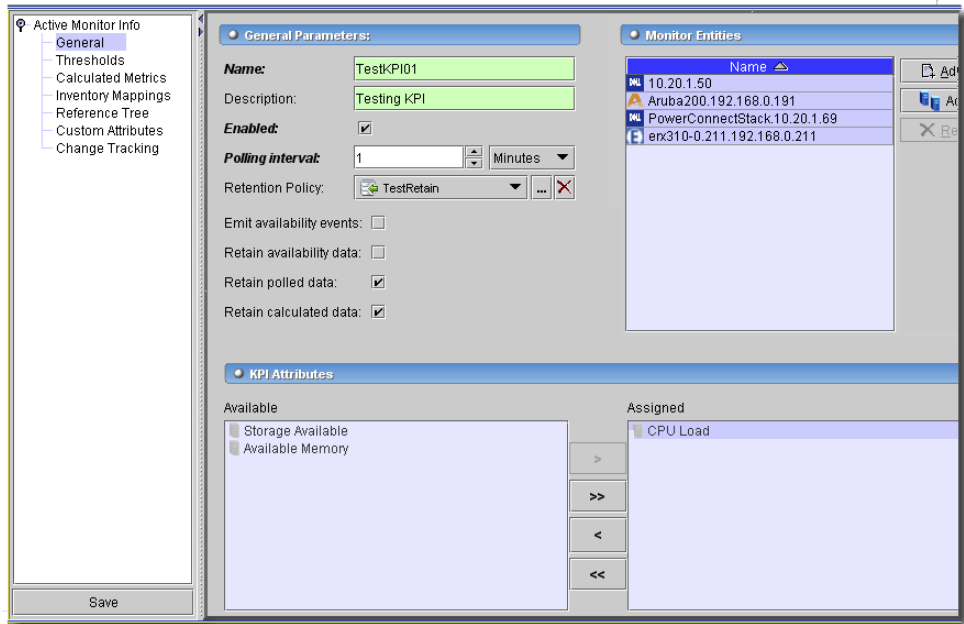 Active Monitor Info
General
Thresholds
Calculated Metrics
Inventory Mappings
Reference Tree
Custom Attributes
Change Tracking
Save
General Parameters:
Name: TestKPI01
Description: Testing KPI
Enabled:
Polling interval: 1 Minutes
Retention Policy: TestRetain ...
Emit availability events:
Retain availability data:
Retain polled data:
Retain calculated data:
Monitor Entities
Name
DELL 10.20.1.50
Aruba200.192.168.0.191
DELL PowerConnectStack.10.20.1.69
E erx310-0.211.192.168.0.211
Ad
Re
KPI Attributes
Available
Storage Available
Available Memory
>
>>
<
<<
Assigned
CPU Load